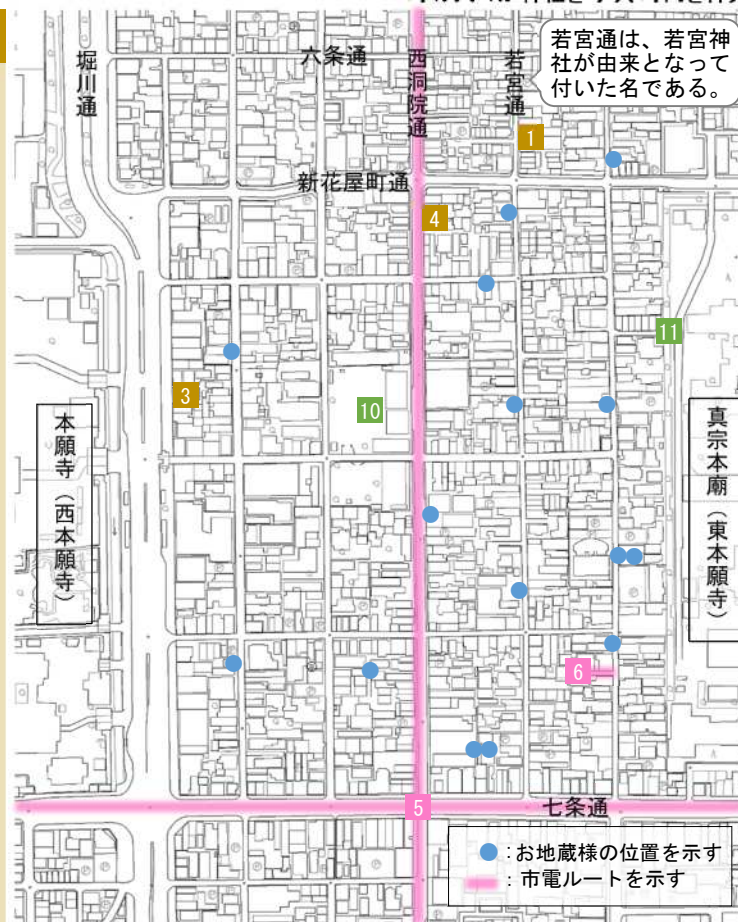 堀川通
六条通
西洞院通
若宮通
若宮通は、若宮神
社が由来となって
付いた名である。
1
新花屋町通
4
11
3
10
本願寺（西本願寺）
真宗本廟（東本願寺）
6
5
七条通
：お地蔵様の位置を示す
：市電ルートを示す